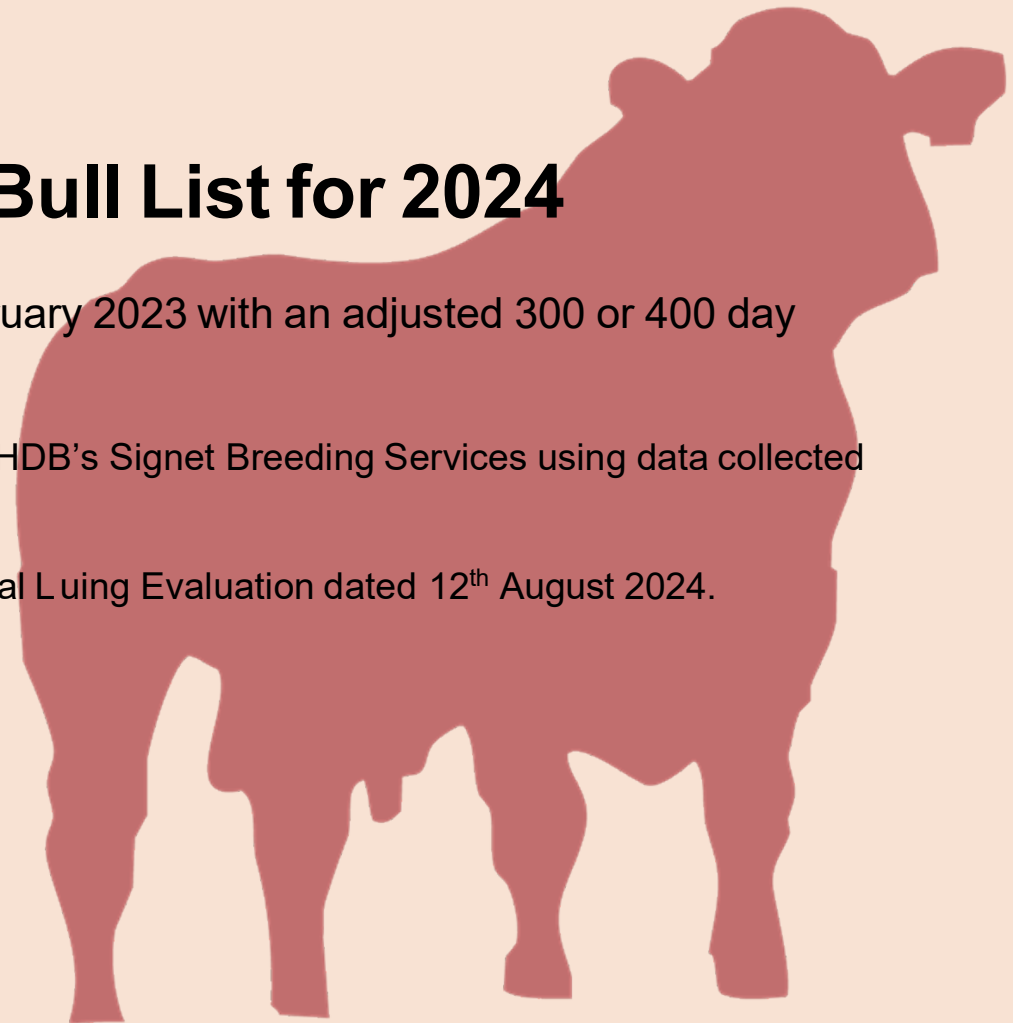 Bull List for 2024
uary 2023 with an adjusted 300 or 400 day
HDB’s Signet Breeding Services using data collected
al Luing Evaluation dated 12th August 2024.